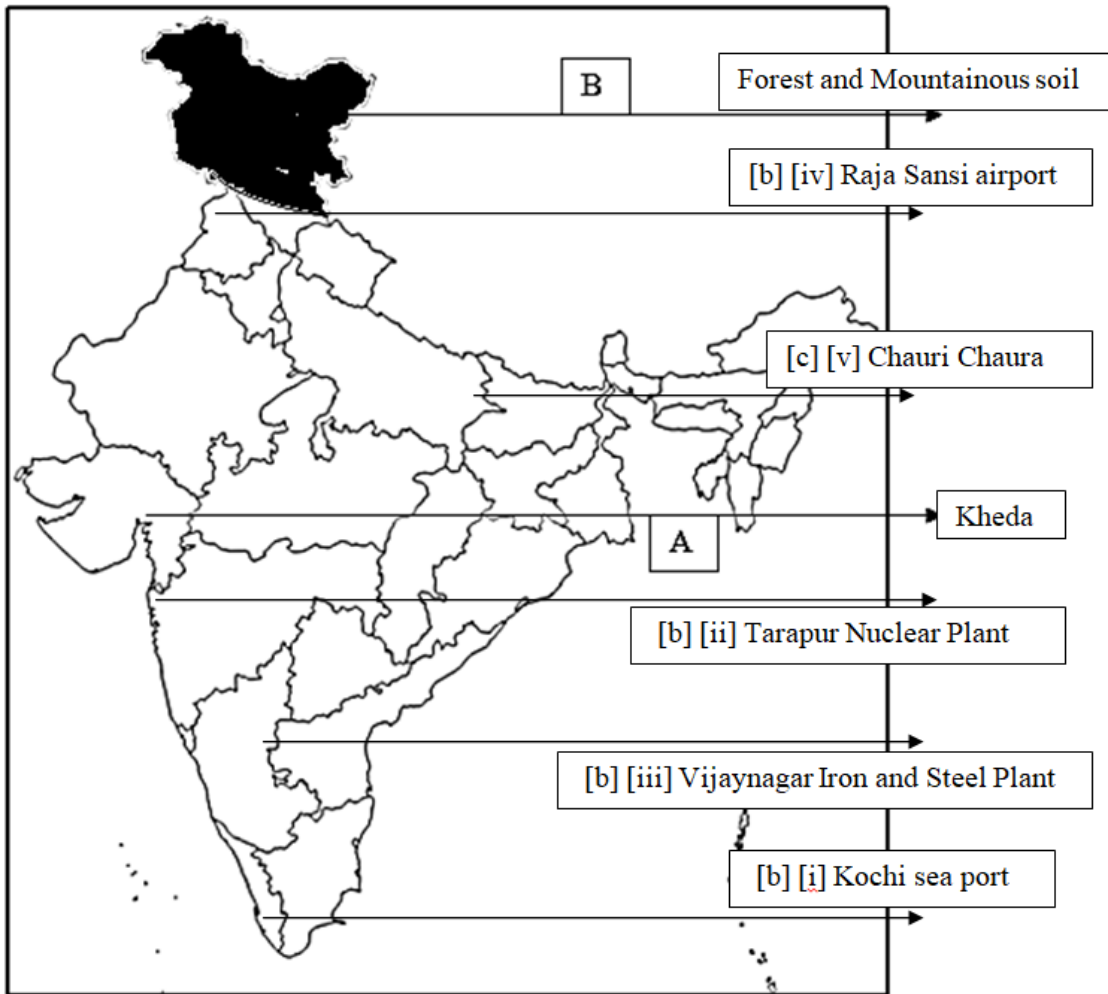 B
Forest and Mountainous soil
[b] [iv] Raja Sansi airport
[c] [v] Chauri Chaura
Kheda
A
[b] [ii] Tarapur Nuclear Plant
[b] [iii] Vijaynagar Iron and Steel Plant
[b] [i] Kochi sea port